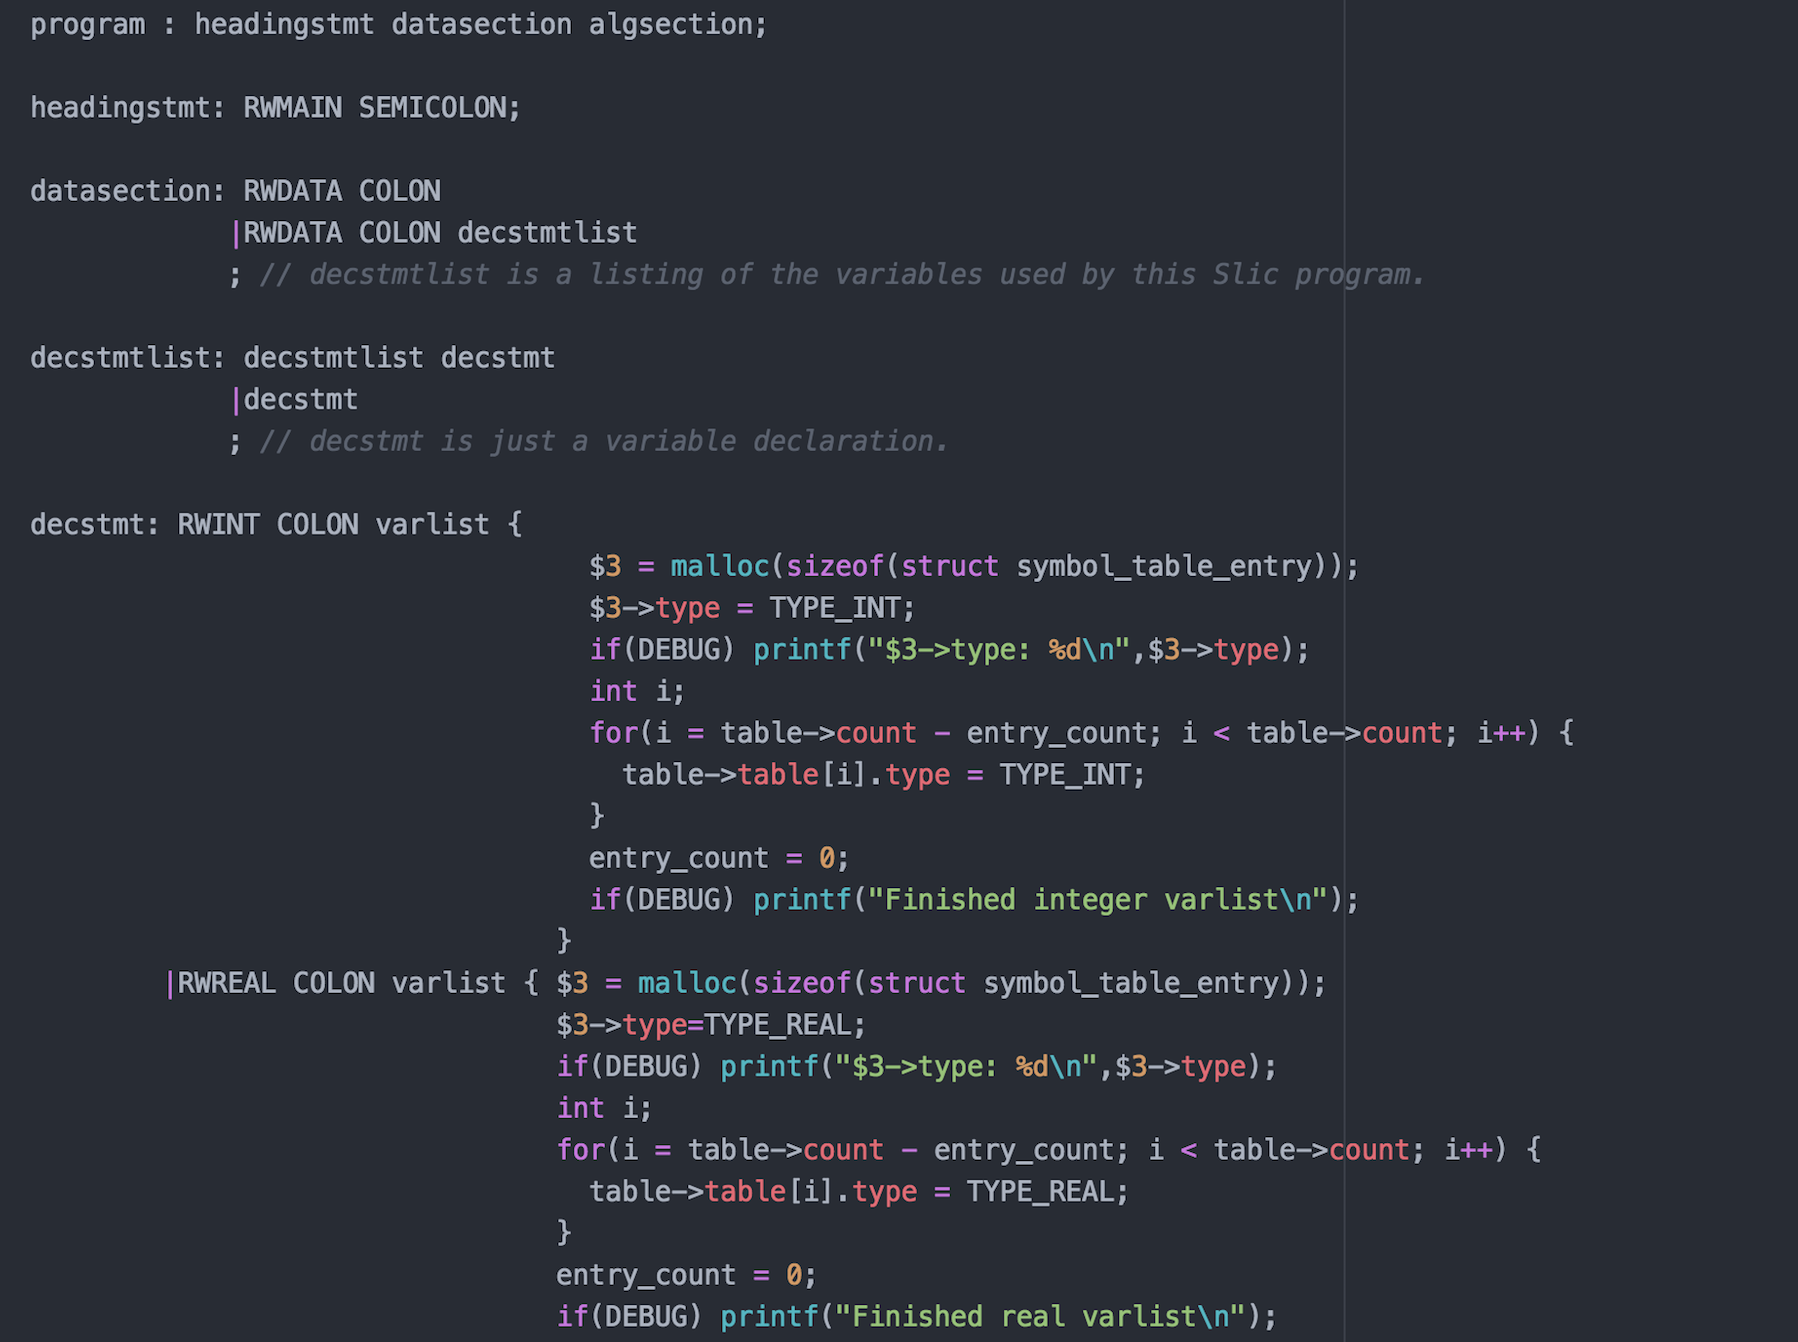 program : headingstmt datasection algsection;
headingstmt: RWMAIN SEMICOLON;
datasection: RWDATA COLON
|RWDATA COLON decstmtlist
; // decstmtlist is a listing of the variables used by this Slic program.
decstmtlist: decstmtlist decstmt
|decstmt
; // decstmt is just a variable declaration.
decstmt: RWINT COLON varlist {
$3 = malloc(sizeof(struct symbol_table_entry));
$3->type = TYPE_INT;
if(DEBUG) printf("$3->type: %d\n",$3->type);
int i;
for(i = table->count - entry_count; i < table->count; i++) {
table->table[i].type = TYPE_INT;
}
entry_count = 0;
if(DEBUG) printf("Finished integer varlist\n");
}
|RWREAL COLON varlist { $3 = malloc(sizeof(struct symbol_table_entry));
$3->type=TYPE_REAL;
if(DEBUG) printf("$3->type: %d\n",$3->type);
int i;
for(i = table->count - entry_count; i < table->count; i++) {
table->table[i].type = TYPE_REAL;
}
entry_count = 0;
if(DEBUG) printf("Finished real varlist\n");